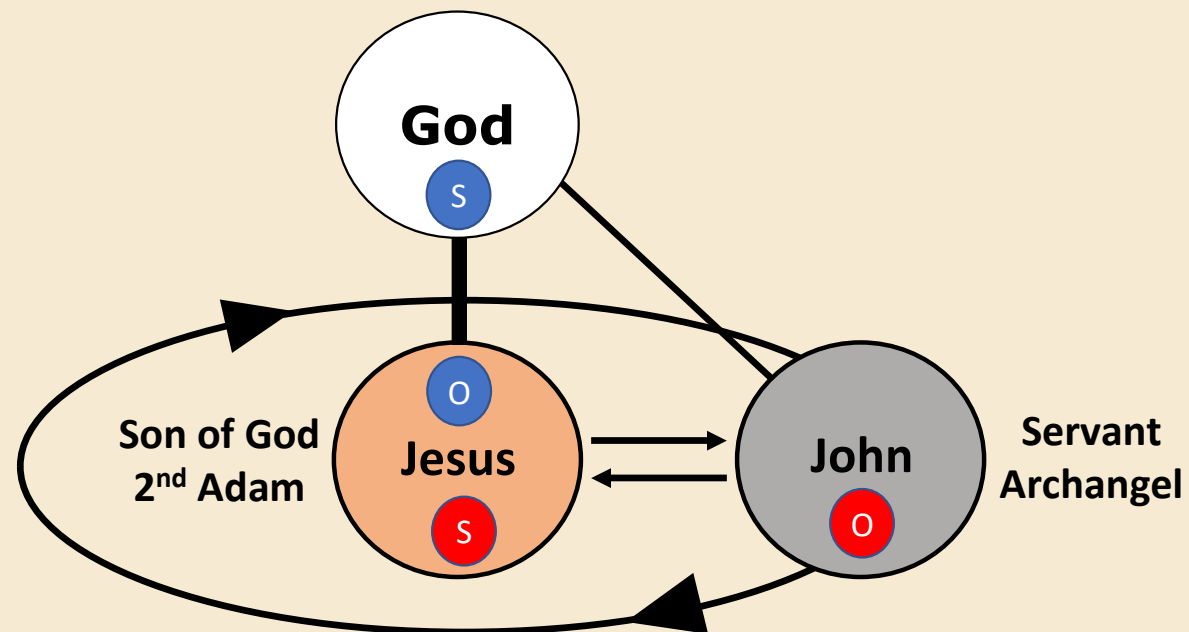 God
S
O
Son of God
2nd Adam
Jesus
S
John
O
Servant
Archangel